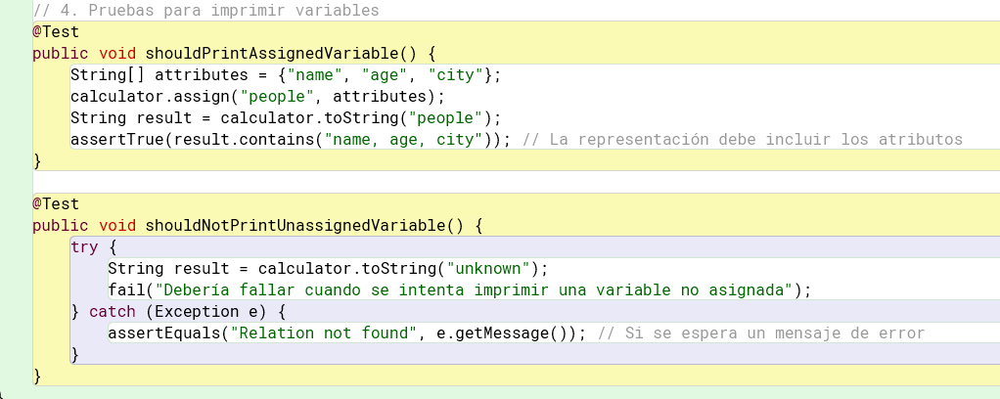 // 4. Pruebas para imprimir variables
@Test
public void shouldPrintAssignedVariable() {
    String[] attributes = {"name", "age", "city"};
    calculator.assign("people", attributes);
    String result = calculator.toString("people");
    assertTrue(result.contains("name, age, city")); // La representación debe incluir los atributos
}

@Test
public void shouldNotPrintUnassignedVariable() {
    try {
        String result = calculator.toString("unknown");
        fail("Debería fallar cuando se intenta imprimir una variable no asignada");
    } catch (Exception e) {
        assertEquals("Relation not found", e.getMessage()); // Si se espera un mensaje de error
    }
}